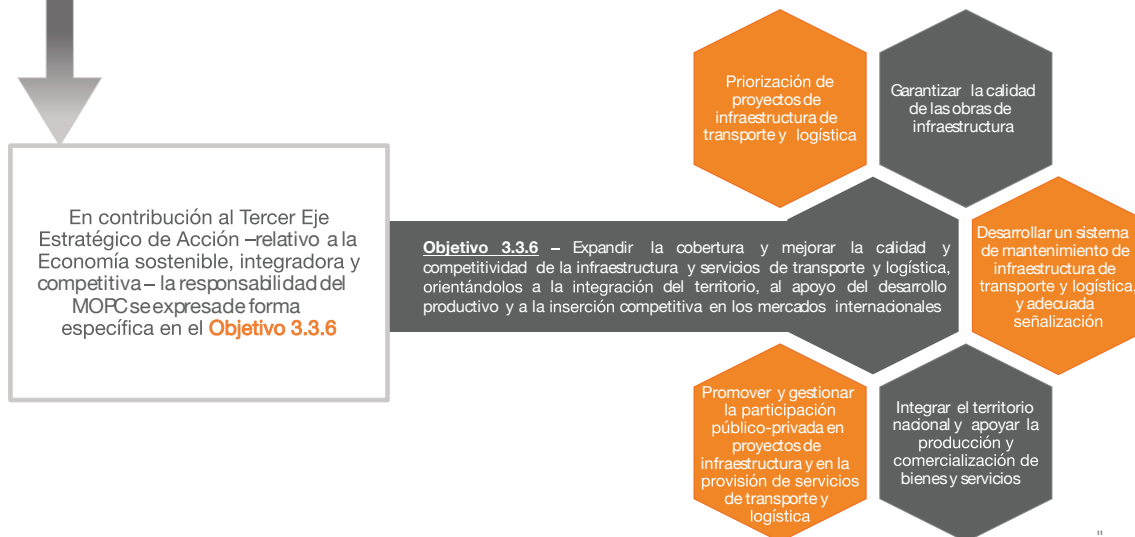 En contribución al Tercer Eje
Estratégico de Acción –relativo a la
Economía sostenible, integradora y
competitiva – la responsabilidad del
MOPC se expresa de forma
específica en el Objetivo 3.3.6
Objetivo 3.3.6 – Expandir la cobertura y mejorar la calidad y
competitividad de la infraestructura y servicios de transporte y logística,
orientándolos a la integración del territorio, al apoyo del desarrollo
productivo y a la inserción competitiva en los mercados internacionales
Priorización de
proyectos de
infraestructura de
transporte y logística
Garantizar la calidad
de las obras de
infraestructura
Desarrollar un sistema
de mantenimiento de
infraestructura de
transporte y logística,
y adecuada
señalización
Promover y gestionar
la participación
público-privada en
proyectos de
infraestructura y en la
provisión de servicios
de transporte y
logística
Integrar el territorio
nacional y apoyar la
producción y
comercialización de
bienes y servicios
"